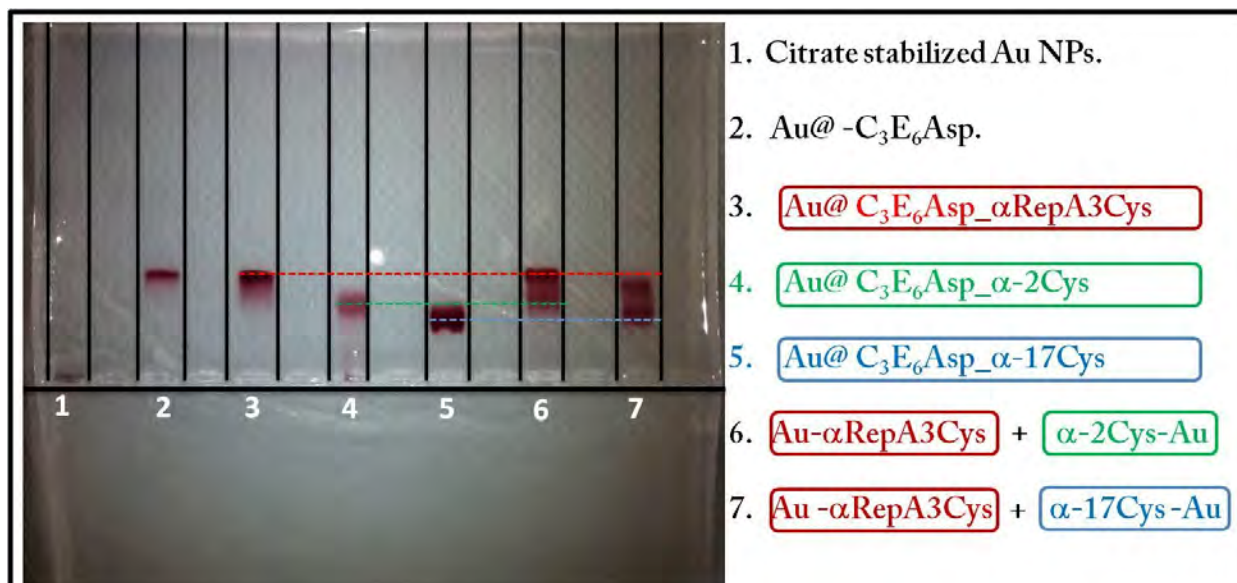 1. Citrate stabilized Au NPs.
2. Au@ -C₃E₆Asp.
3. Au@ C₃E₆Asp_αRepA3Cys
4. Au@ C₃E₆Asp_α-2Cys
5. Au@ C₃E₆Asp_α-17Cys
6. Au-αRepA3Cys + α-2Cys-Au
7. Au -αRepA3Cys + α-17Cys -Au
1 2 3 4 5 6 7